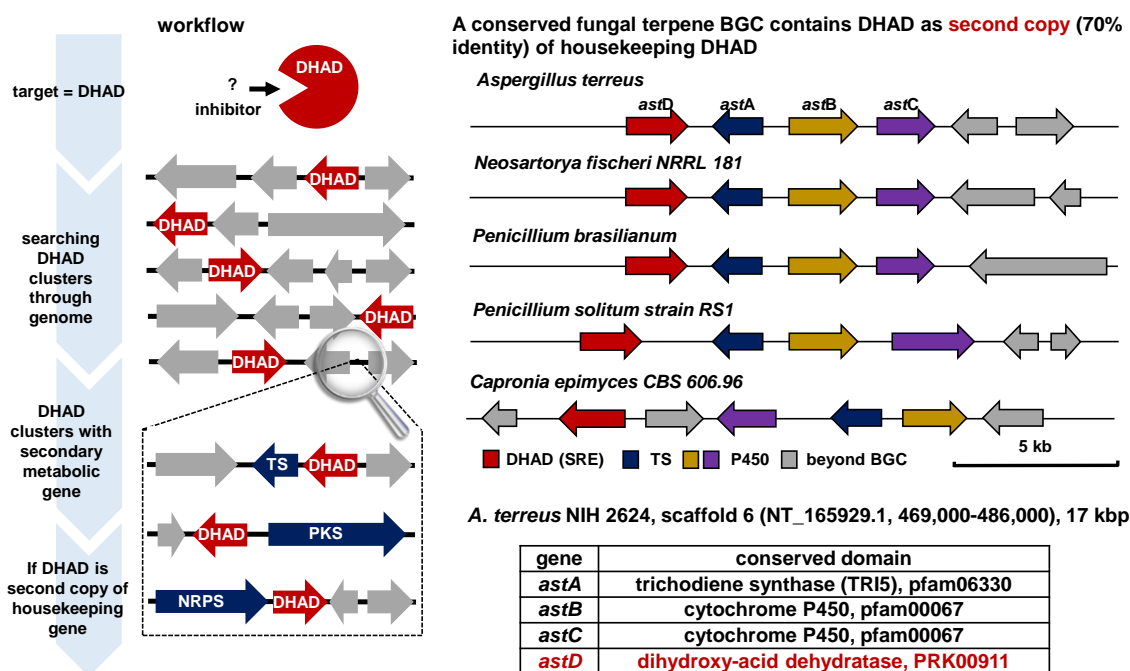 workflow
target = DHAD
DHAD
?
inhibitor
searching
DHAD
clusters
through
genome
DHAD
DHAD
DHAD
DHAD
DHAD
DHAD
clusters with
secondary
metabolic
gene
TS
DHAD
DHAD
PKS
If DHAD is
second copy of
housekeeping
gene
NRPS
DHAD
A conserved fungal terpene BGC contains DHAD as second copy (70%
identity) of housekeeping DHAD
Aspergillus terreus
astD astA astB astC
Neosartorya fischeri NRRL 181
Penicillium brasilianum
Penicillium solitum strain RS1
Capronia epimyces CBS 606.96
DHAD (SRE) TS P450 beyond BGC
5 kb
A. terreus NIH 2624, scaffold 6 (NT_165929.1, 469,000-486,000), 17 kbp
gene conserved domain
astA trichodiene synthase (TRI5), pfam06330
astB cytochrome P450, pfam00067
astC cytochrome P450, pfam00067
astD dihydroxy-acid dehydratase, PRK00911